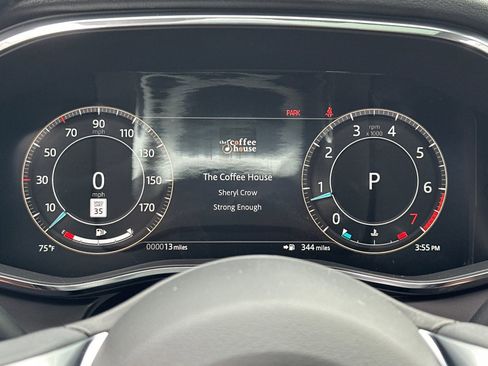 PARK
90
mph
70
110
50
130
30
150
10
170
0
mph
35
the coffee
house
The Coffee House
Sheryl Crow
Strong Enough
3
4
rpm
x 1000
2
5
1
6
0
7
P
75°F
000013 miles
344 miles
3:55 PM